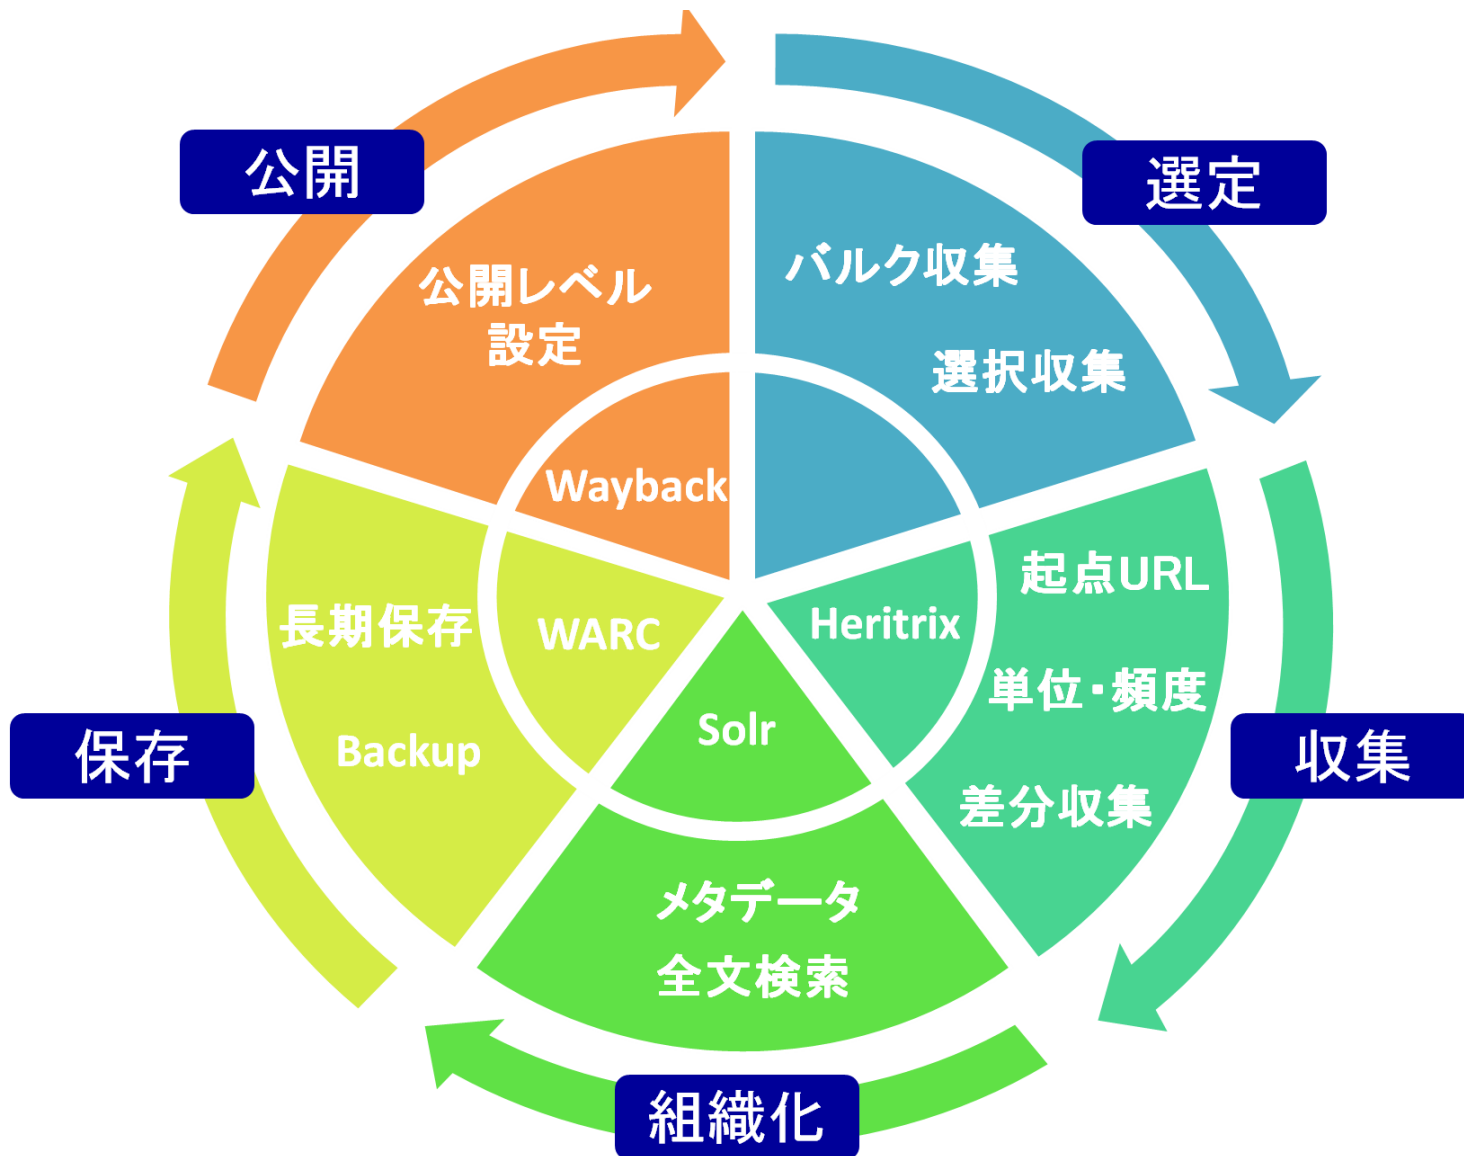 選定
バルク収集
選択収集
収集
起点URL
単位・頻度
差分収集
Heritrix
組織化
メタデータ
全文検索
Solr
保存
長期保存
Backup
WARC
公開
公開レベル
設定
Wayback